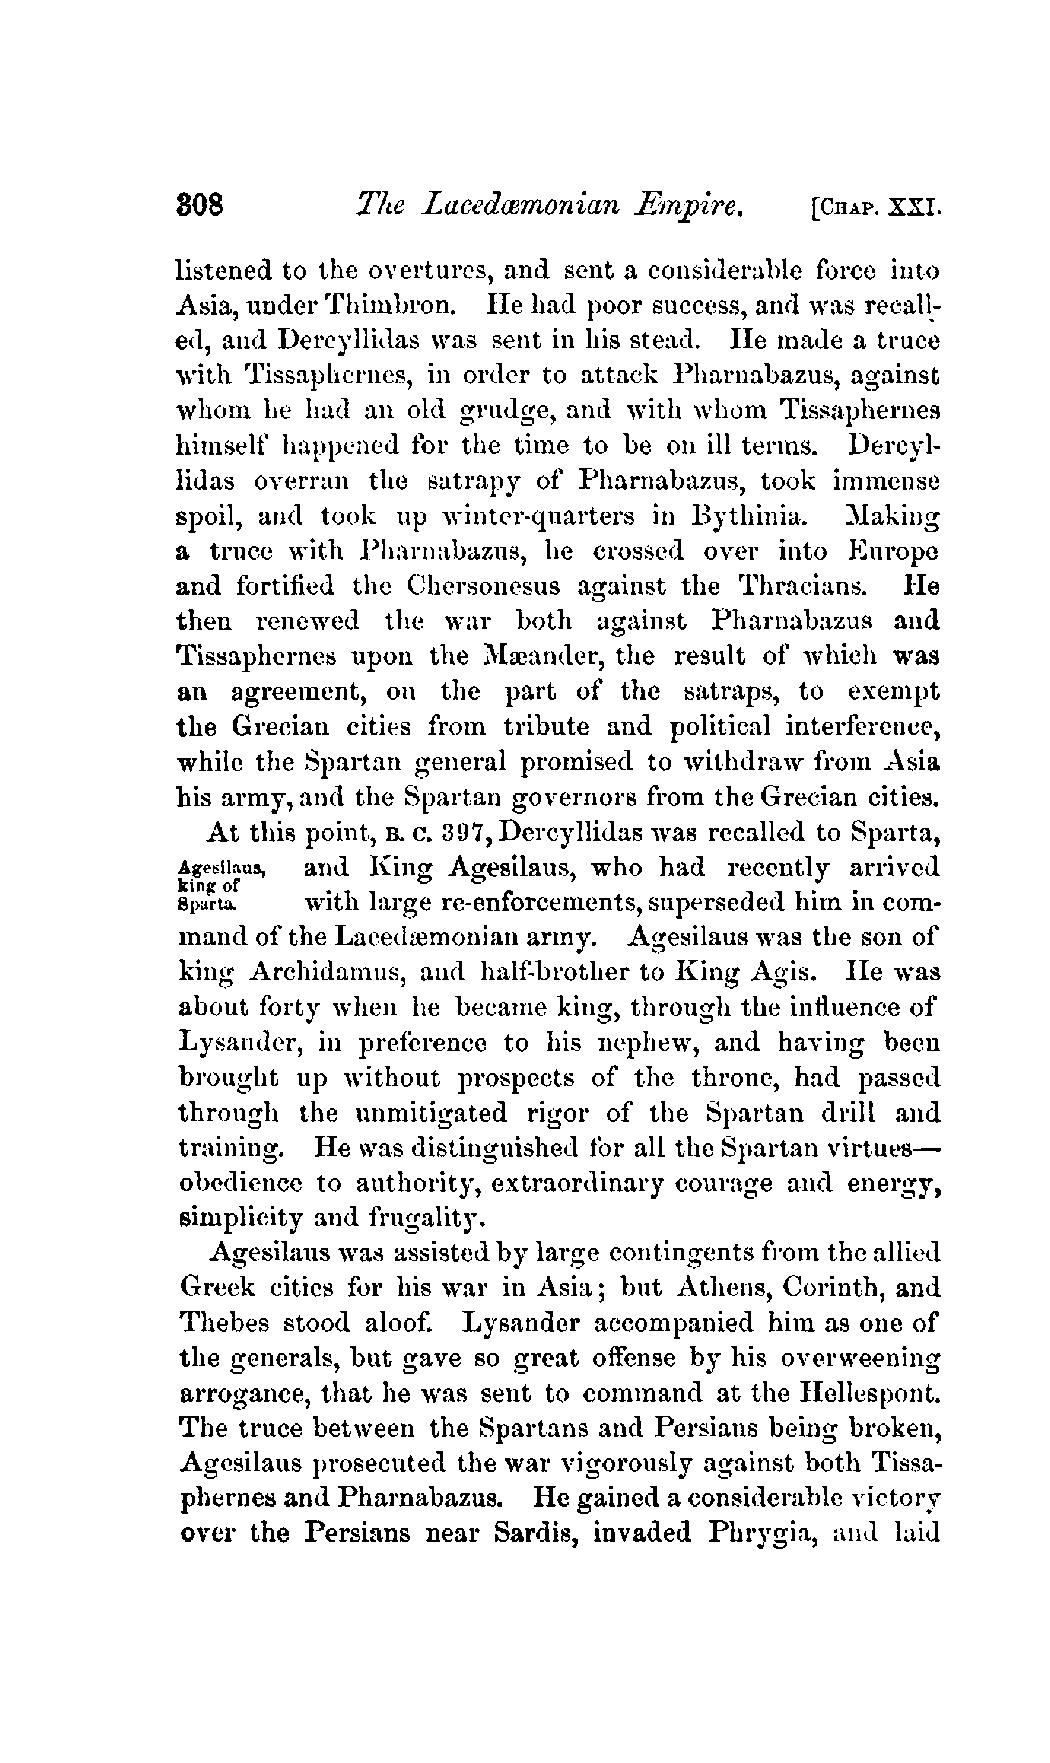 308 The Lacedæmonian Empire. [CHAP. XXI.
listened to the overtures, and sent a considerable force into
Asia, under Thimbron. He had poor success, and was recall-
ed, and Dercyllidas was sent in his stead. He made a truce
with Tissaphernes, in order to attack Pharnabazus, against
whom he had an old grudge, and with whom Tissaphernes
himself happened for the time to be on ill terms. Dercyl-
lidas overran the satrapy of Pharnabazus, took immense
spoil, and took up winter-quarters in Bythinia. Making
a truce with Pharnabazus, he crossed over into Europe
and fortified the Chersonesus against the Thracians. He
then renewed the war both against Pharnabazus and
Tissaphernes upon the Mæander, the result of which was
an agreement, on the part of the satraps, to exempt
the Grecian cities from tribute and political interference,
while the Spartan general promised to withdraw from Asia
his army, and the Spartan governors from the Grecian cities.
At this point, B. C. 397, Dercyllidas was recalled to Sparta,
Agesilaus,
king of
Sparta.
and King Agesilaus, who had recently arrived
with large re-enforcements, superseded him in com-
mand of the Lacedæmonian army. Agesilaus was the son of
king Archidamus, and half-brother to King Agis. He was
about forty when he became king, through the influence of
Lysander, in preference to his nephew, and having been
brought up without prospects of the throne, had passed
through the unmitigated rigor of the Spartan drill and
training. He was distinguished for all the Spartan virtues—
obedience to authority, extraordinary courage and energy,
simplicity and frugality.
Agesilaus was assisted by large contingents from the allied
Greek cities for his war in Asia; but Athens, Corinth, and
Thebes stood aloof. Lysander accompanied him as one of
the generals, but gave so great offense by his overweening
arrogance, that he was sent to command at the Hellespont.
The truce between the Spartans and Persians being broken,
Agesilaus prosecuted the war vigorously against both Tissa-
phernes and Pharnabazus. He gained a considerable victory
over the Persians near Sardis, invaded Phrygia, and laid